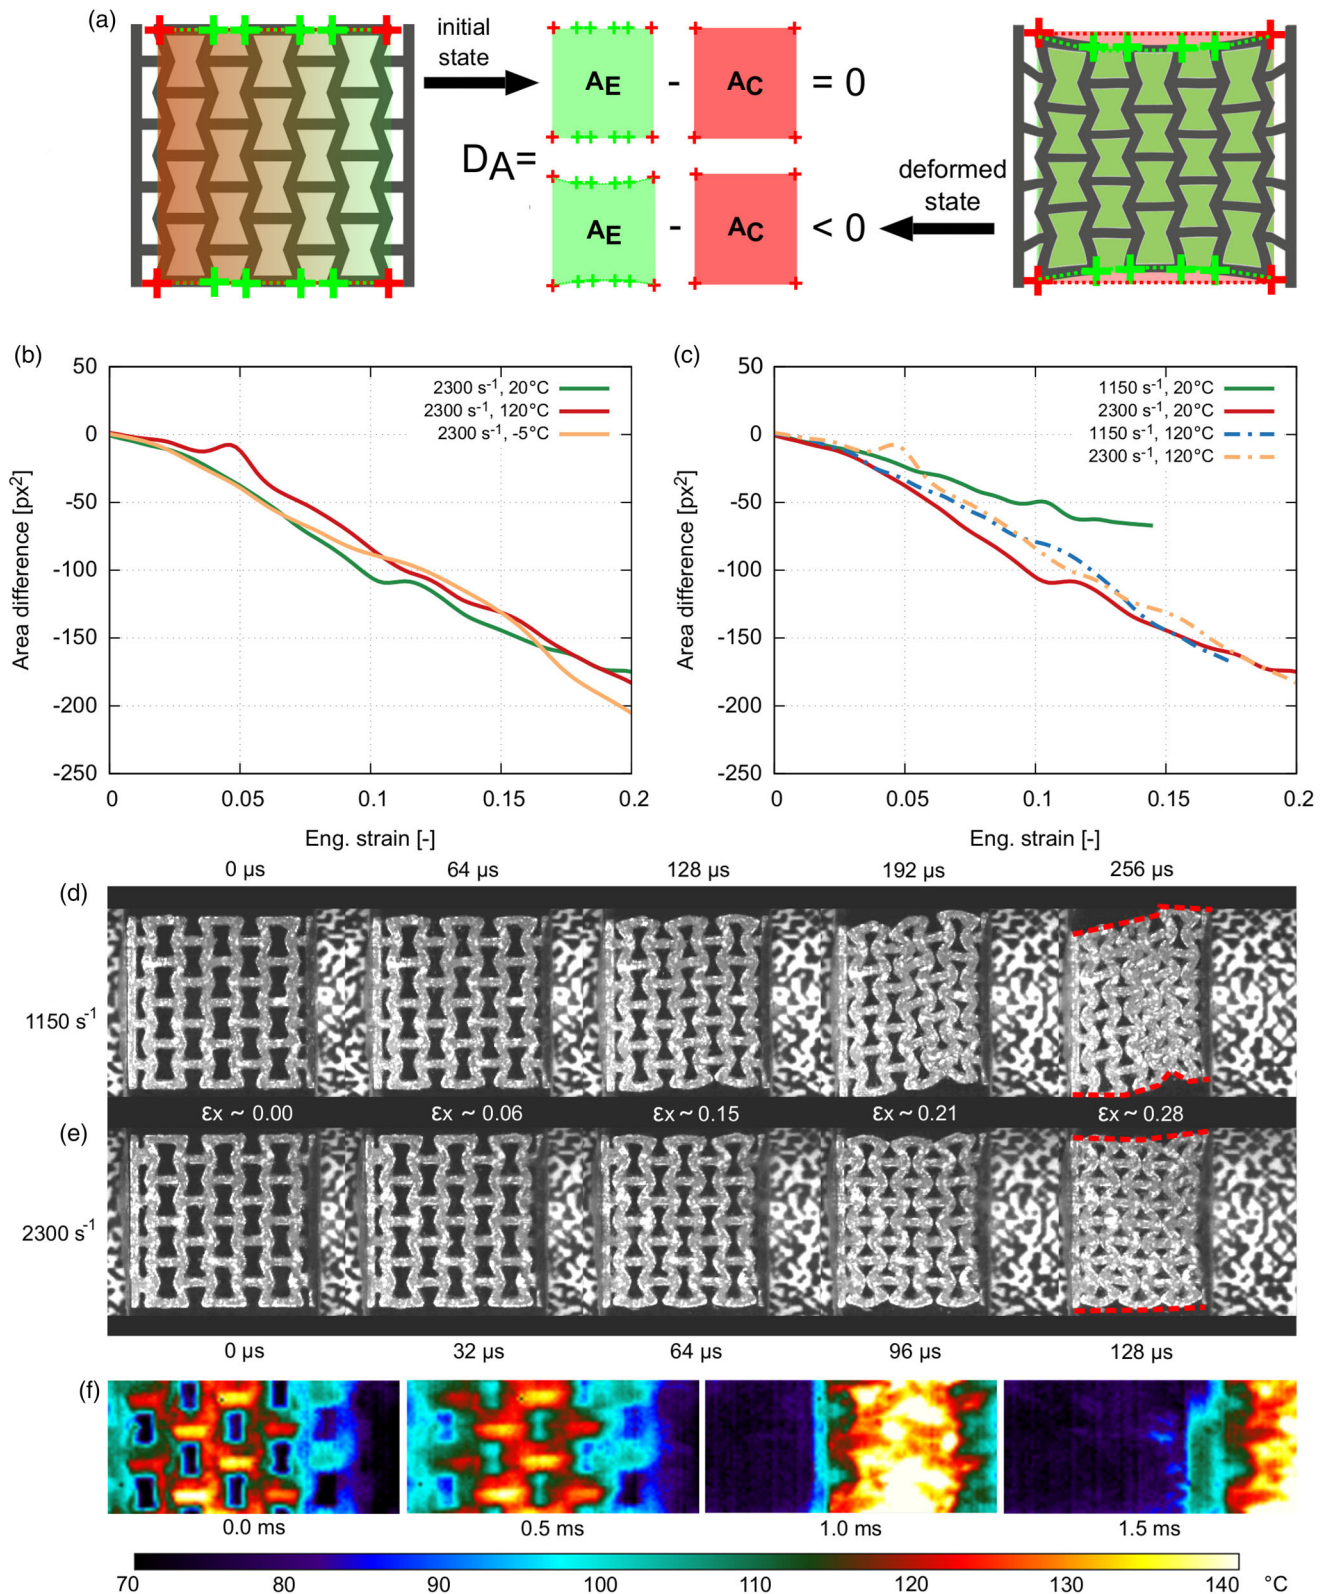 (a)
initial
state
AE - AC = 0
DA=
AE - AC < 0
deformed
state
(b)
50
0
-50
-100
-150
-200
-250
Area difference [px²]
2300 s⁻¹, 20°C
2300 s⁻¹, 120°C
2300 s⁻¹, -5°C
0 0.05 0.1 0.15 0.2
Eng. strain [-]
(c)
50
0
-50
-100
-150
-200
-250
Area difference [px²]
1150 s⁻¹, 20°C
2300 s⁻¹, 20°C
1150 s⁻¹, 120°C
2300 s⁻¹, 120°C
0 0.05 0.1 0.15 0.2
Eng. strain [-]
0 µs 64 µs 128 µs 192 µs 256 µs
(d)
1150 s⁻¹
εx ~ 0.00 εx ~ 0.06 εx ~ 0.15 εx ~ 0.21 εx ~ 0.28
(e)
2300 s⁻¹
0 µs 32 µs 64 µs 96 µs 128 µs
(f)
0.0 ms 0.5 ms 1.0 ms 1.5 ms
70 80 90 100 110 120 130 140 °C